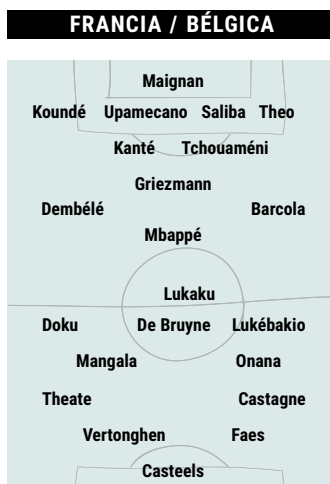 FRANCIA / BÉLGICA
Maignan
Koundé Upamecano Saliba Theo
Kanté Tchouaméni
Griezmann
Dembélé Barcola
Mbappé
Lukaku
Doku De Bruyne Lukébakio
Mangala Onana
Theate Castagne
Vertonghen Faes
Casteels